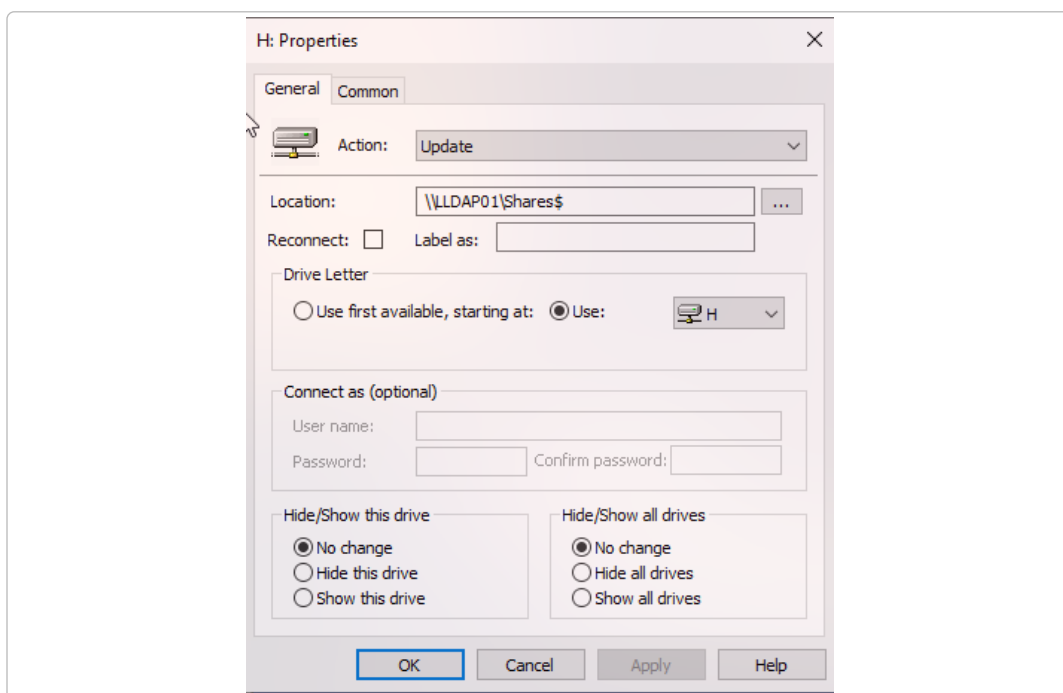 H: Properties
General Common
Action: Update
Location: \\LLDAP01\Shares$ ...
Reconnect: Label as:
Drive Letter
Use first available, starting at: Use: H
Connect as (optional)
User name:
Password: Confirm password:
Hide/Show this drive Hide/Show all drives
No change No change
Hide this drive Hide all drives
Show this drive Show all drives
OK Cancel Apply Help